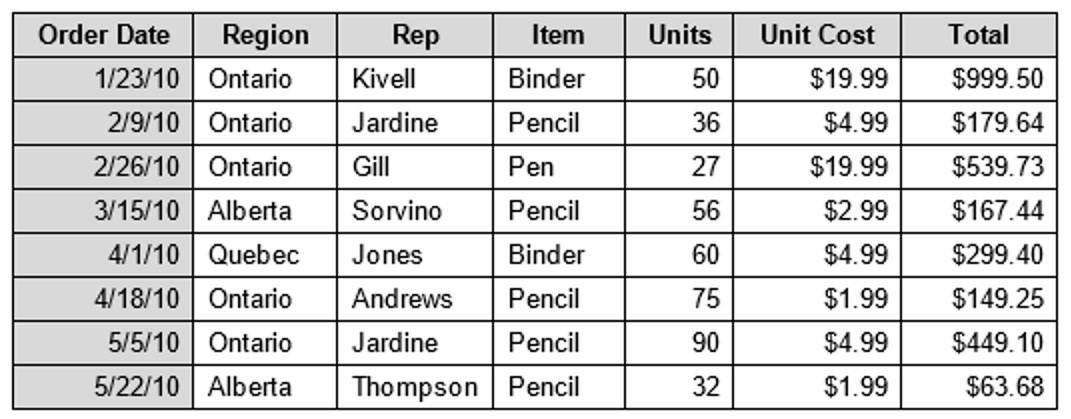 Order Date Region Rep Item Units Unit Cost Total
1/23/10 Ontario Kivell Binder 50 $19.99 $999.50
2/9/10 Ontario Jardine Pencil 36 $4.99 $179.64
2/26/10 Ontario Gill Pen 27 $19.99 $539.73
3/15/10 Alberta Sorvino Pencil 56 $2.99 $167.44
4/1/10 Quebec Jones Binder 60 $4.99 $299.40
4/18/10 Ontario Andrews Pencil 75 $1.99 $149.25
5/5/10 Ontario Jardine Pencil 90 $4.99 $449.10
5/22/10 Alberta Thompson Pencil 32 $1.99 $63.68